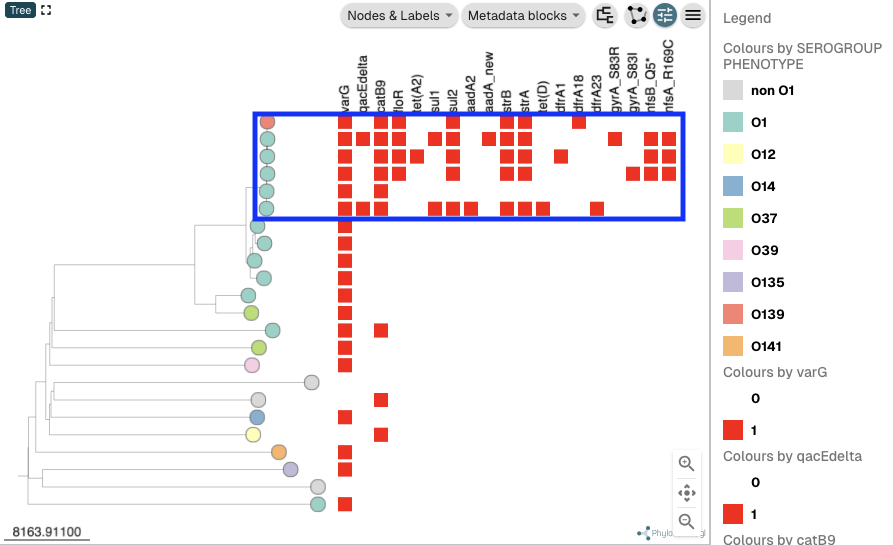 Tree
Nodes & Labels
Metadata blocks
varG
qacEdelta
catB9
floR
tet(A2)
sul1
sul2
aadA2
aadA_new
strB
strA
tet(D)
dfrA1
dfrA18
dfrA23
gyrA_S83R
gyrA_S83I
nfsB_Q5*
nfsA_R169C
8163.91100
Legend
Colours by SEROGROUP
PHENOTYPE
non O1
O1
O12
O14
O37
O39
O135
O139
O141
Colours by varG
0
1
Colours by qacEdelta
0
1
Colours by catB9